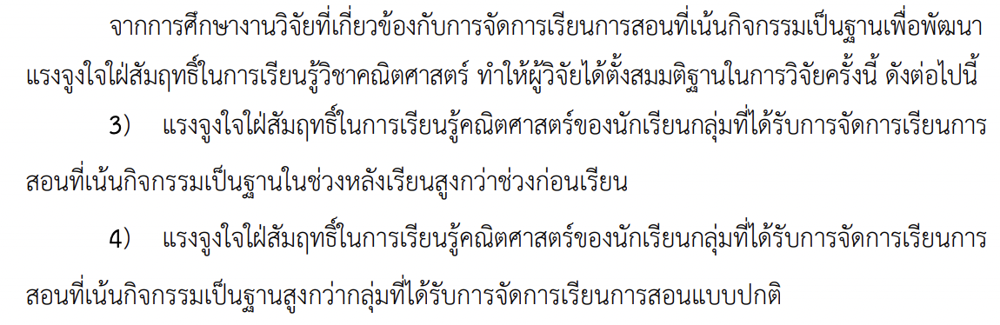 จากการศึกษางานวิจัยที่เกี่ยวข้องกับการจัดการเรียนการสอนที่เน้นกิจกรรมเป็นฐานเพื่อพัฒนา
แรงจูงใจใฝ่สัมฤทธิ์ในการเรียนรู้วิชาคณิตศาสตร์ ทำให้ผู้วิจัยได้ตั้งสมมติฐานในการวิจัยครั้งนี้ ดังต่อไปนี้
3) แรงจูงใจใฝ่สัมฤทธิ์ในการเรียนรู้คณิตศาสตร์ของนักเรียนกลุ่มที่ได้รับการจัดการเรียนการ
สอนที่เน้นกิจกรรมเป็นฐานในช่วงหลังเรียนสูงกว่าช่วงก่อนเรียน
4) แรงจูงใจใฝ่สัมฤทธิ์ในการเรียนรู้คณิตศาสตร์ของนักเรียนกลุ่มที่ได้รับการจัดการเรียนการ
สอนที่เน้นกิจกรรมเป็นฐานสูงกว่ากลุ่มที่ได้รับการจัดการเรียนการสอนแบบปกติ